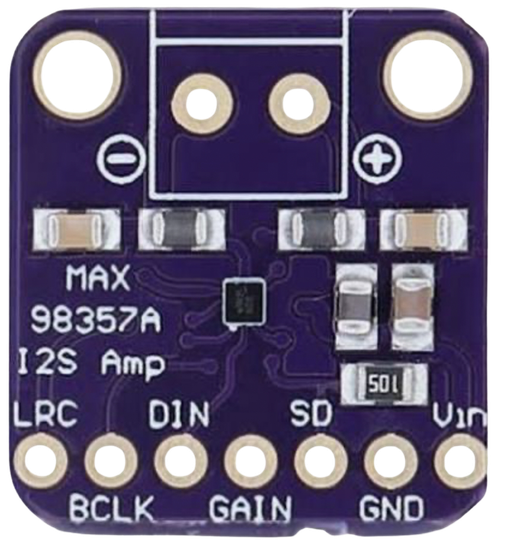 MAX
98357A
I2S Amp
501
LRC DIN SD Vin
BCLK GAIN GND